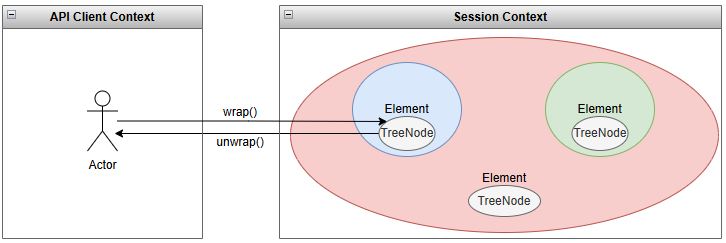 API Client Context
Session Context
Element
Element
wrap()
TreeNode
TreeNode
unwrap()
Actor
Element
TreeNode